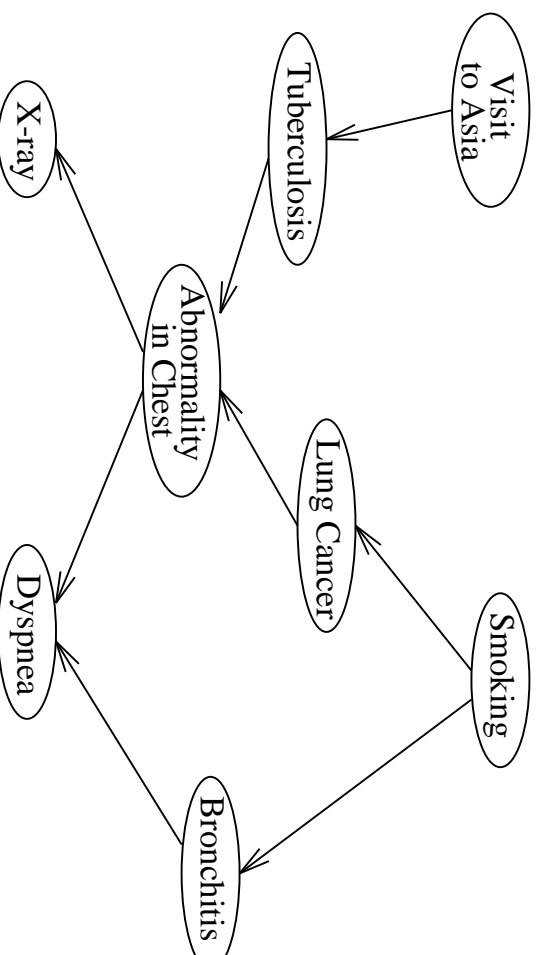 Visit
to Asia
Smoking
Tuberculosis
Lung Cancer
Abnormality
in Chest
Bronchitis
X-ray
Dyspnea